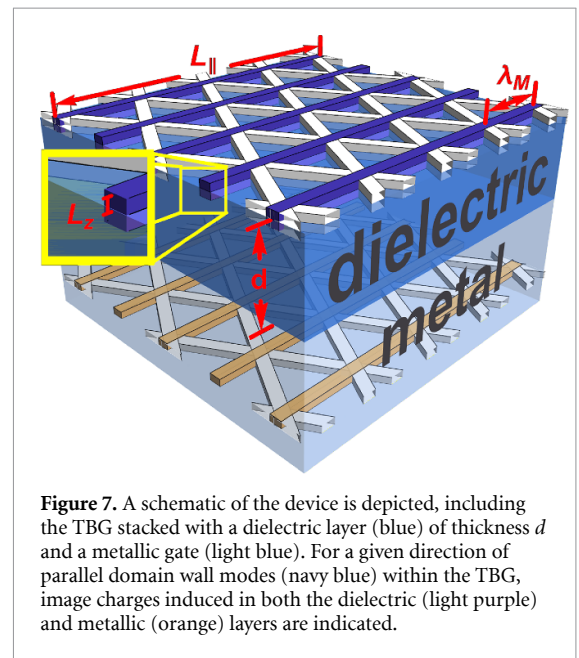 L∥
λM
Lz
d
dielectric
metal
Figure 7. A schematic of the device is depicted, including
the TBG stacked with a dielectric layer (blue) of thickness d
and a metallic gate (light blue). For a given direction of
parallel domain wall modes (navy blue) within the TBG,
image charges induced in both the dielectric (light purple)
and metallic (orange) layers are indicated.